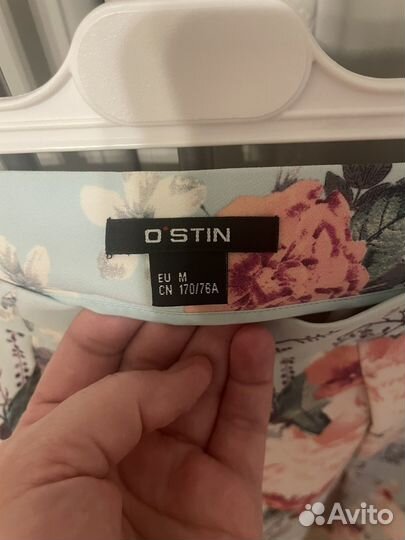 O'STIN
EU M
CN 170/76A
Avito